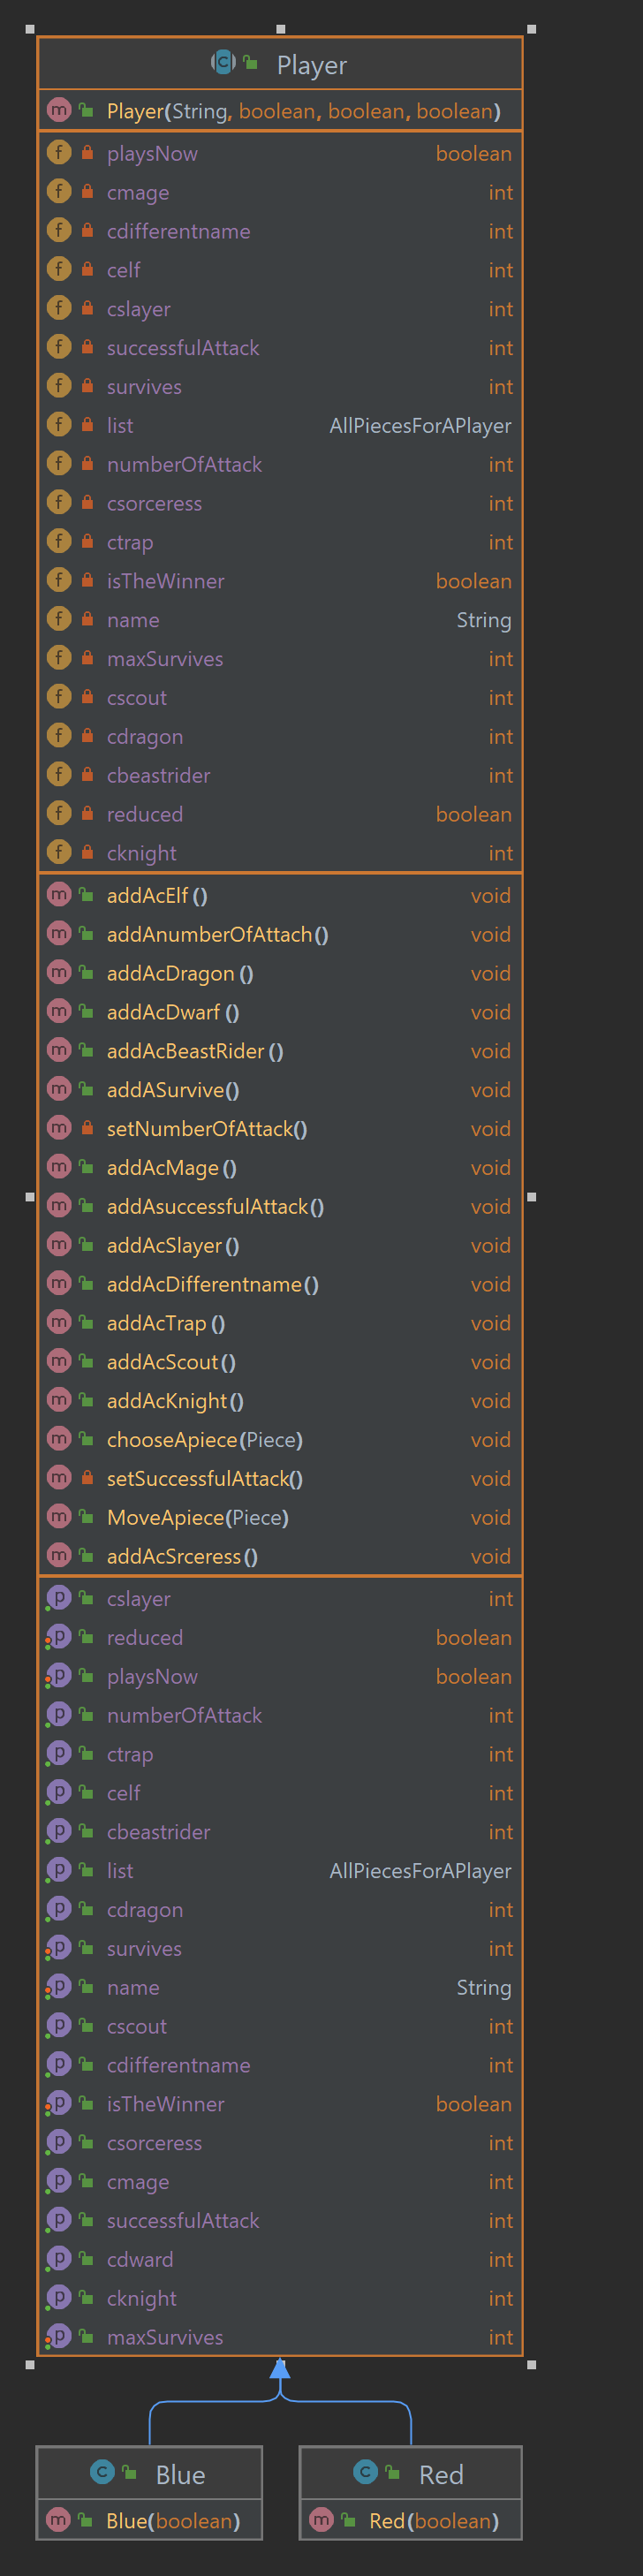 Player
Player(String, boolean, boolean, boolean)
playsNow boolean
cmage int
cdifferentname int
celf int
cslayer int
successfulAttack int
survives int
list AllPiecesForAPlayer
numberOfAttack int
csorceress int
ctrap int
isTheWinner boolean
name String
maxSurvives int
cscout int
cdragon int
cbeastrider int
reduced boolean
cknight int
addAcElf() void
addAnumberOfAttach() void
addAcDragon() void
addAcDwarf() void
addAcBeastRider() void
addASurvive() void
setNumberOfAttack() void
addAcMage() void
addAsuccessfulAttack() void
addAcSlayer() void
addAcDifferentname() void
addAcTrap() void
addAcScout() void
addAcKnight() void
chooseApiece(Piece) void
setSuccessfulAttack() void
MoveApiece(Piece) void
addAcSrceress() void
cslayer int
reduced boolean
playsNow boolean
numberOfAttack int
ctrap int
celf int
cbeastrider int
list AllPiecesForAPlayer
cdragon int
survives int
name String
cscout int
cdifferentname int
isTheWinner boolean
csorceress int
cmage int
successfulAttack int
cdward int
cknight int
maxSurvives int
Blue
Blue(boolean)
Red
Red(boolean)